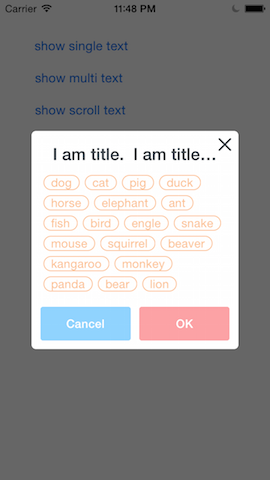 Carrier 11:48 PM
show single text
show multi text
show scroll text
I am title.  I am title...
dog cat pig duck
horse elephant ant
fish bird engle snake
mouse squirrel beaver
kangaroo monkey
panda bear lion
Cancel OK